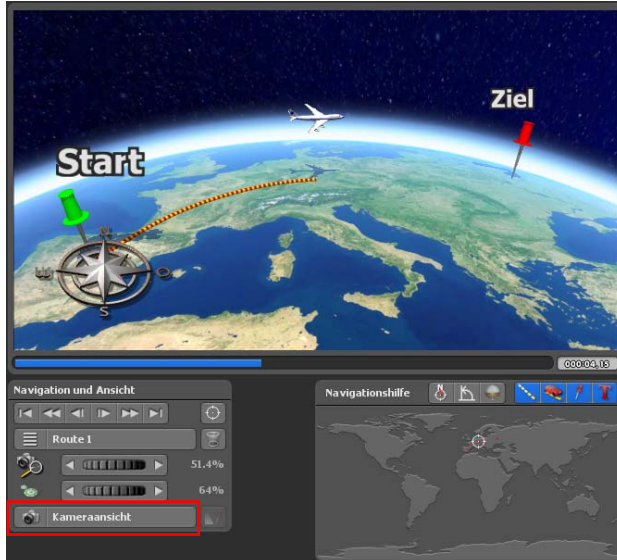 Ziel
Start
N
W
O
S
000:04,15
Navigation und Ansicht
Navigationshilfe
N
Route 1
51.4%
64%
Kameraansicht